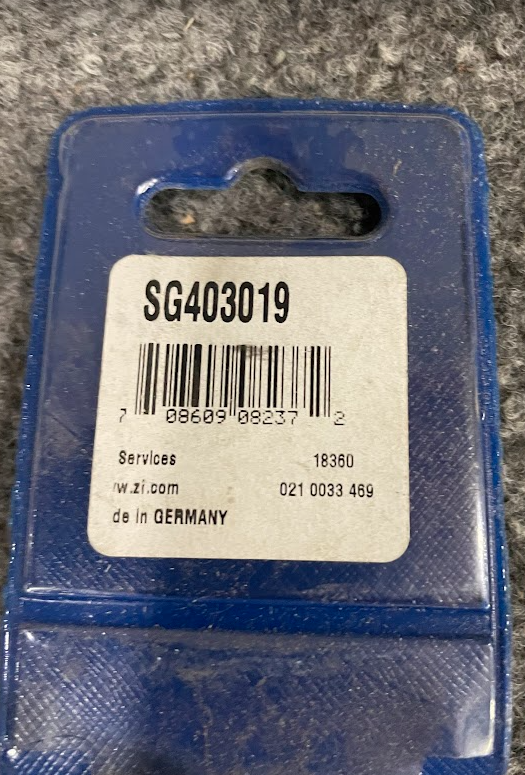 SG403019
7 08609 08237 2
Services 18360
w.zi.com 021 0033 469
de in GERMANY